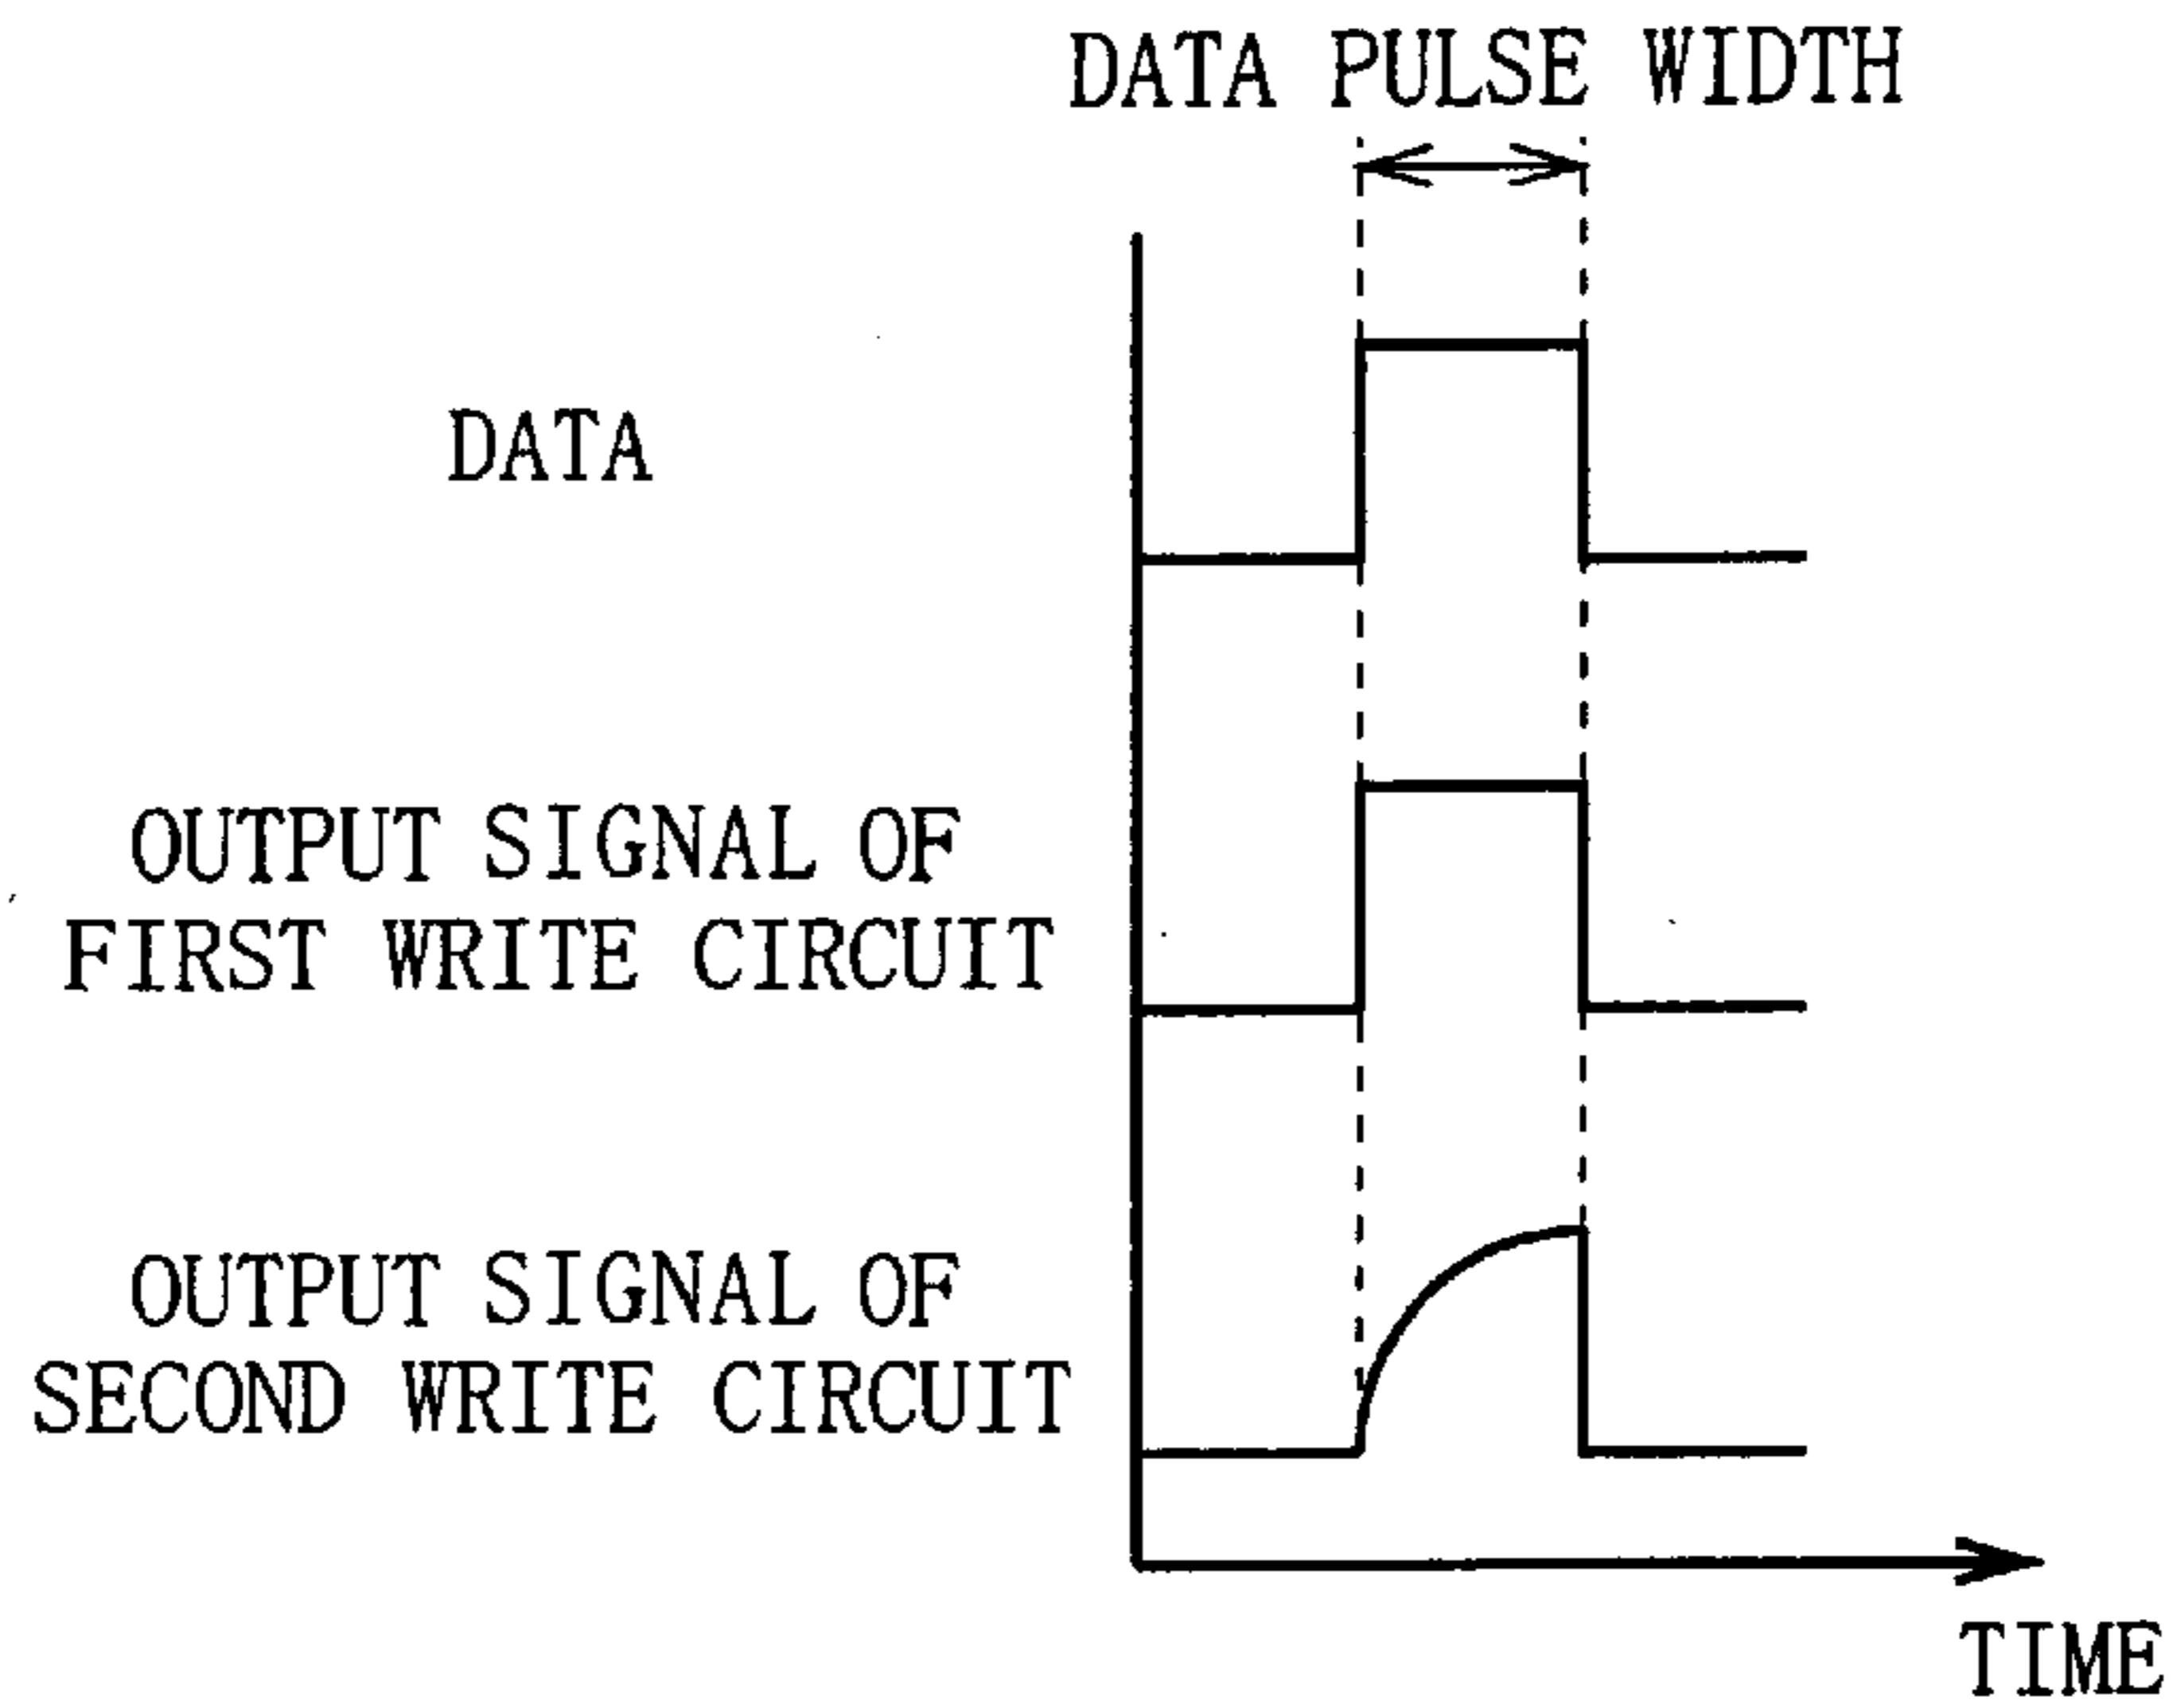 DATA PULSE WIDTH
DATA
OUTPUT SIGNAL OF
FIRST WRITE CIRCUIT
OUTPUT SIGNAL OF
SECOND WRITE CIRCUIT
TIME